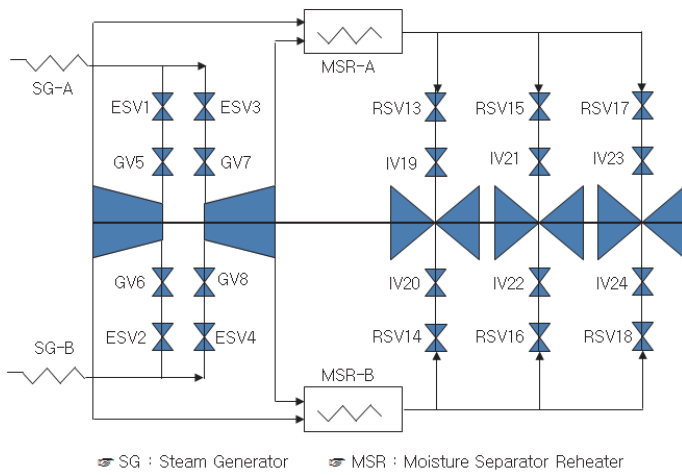 MSR-A
SG-A
ESV1 ESV3 RSV13 RSV15 RSV17
GV5 GV7 IV19 IV21 IV23
GV6 GV8 IV20 IV22 IV24
ESV2 ESV4 RSV14 RSV16 RSV18
SG-B
MSR-B
☞ SG : Steam Generator ☞ MSR : Moisture Separator Reheater